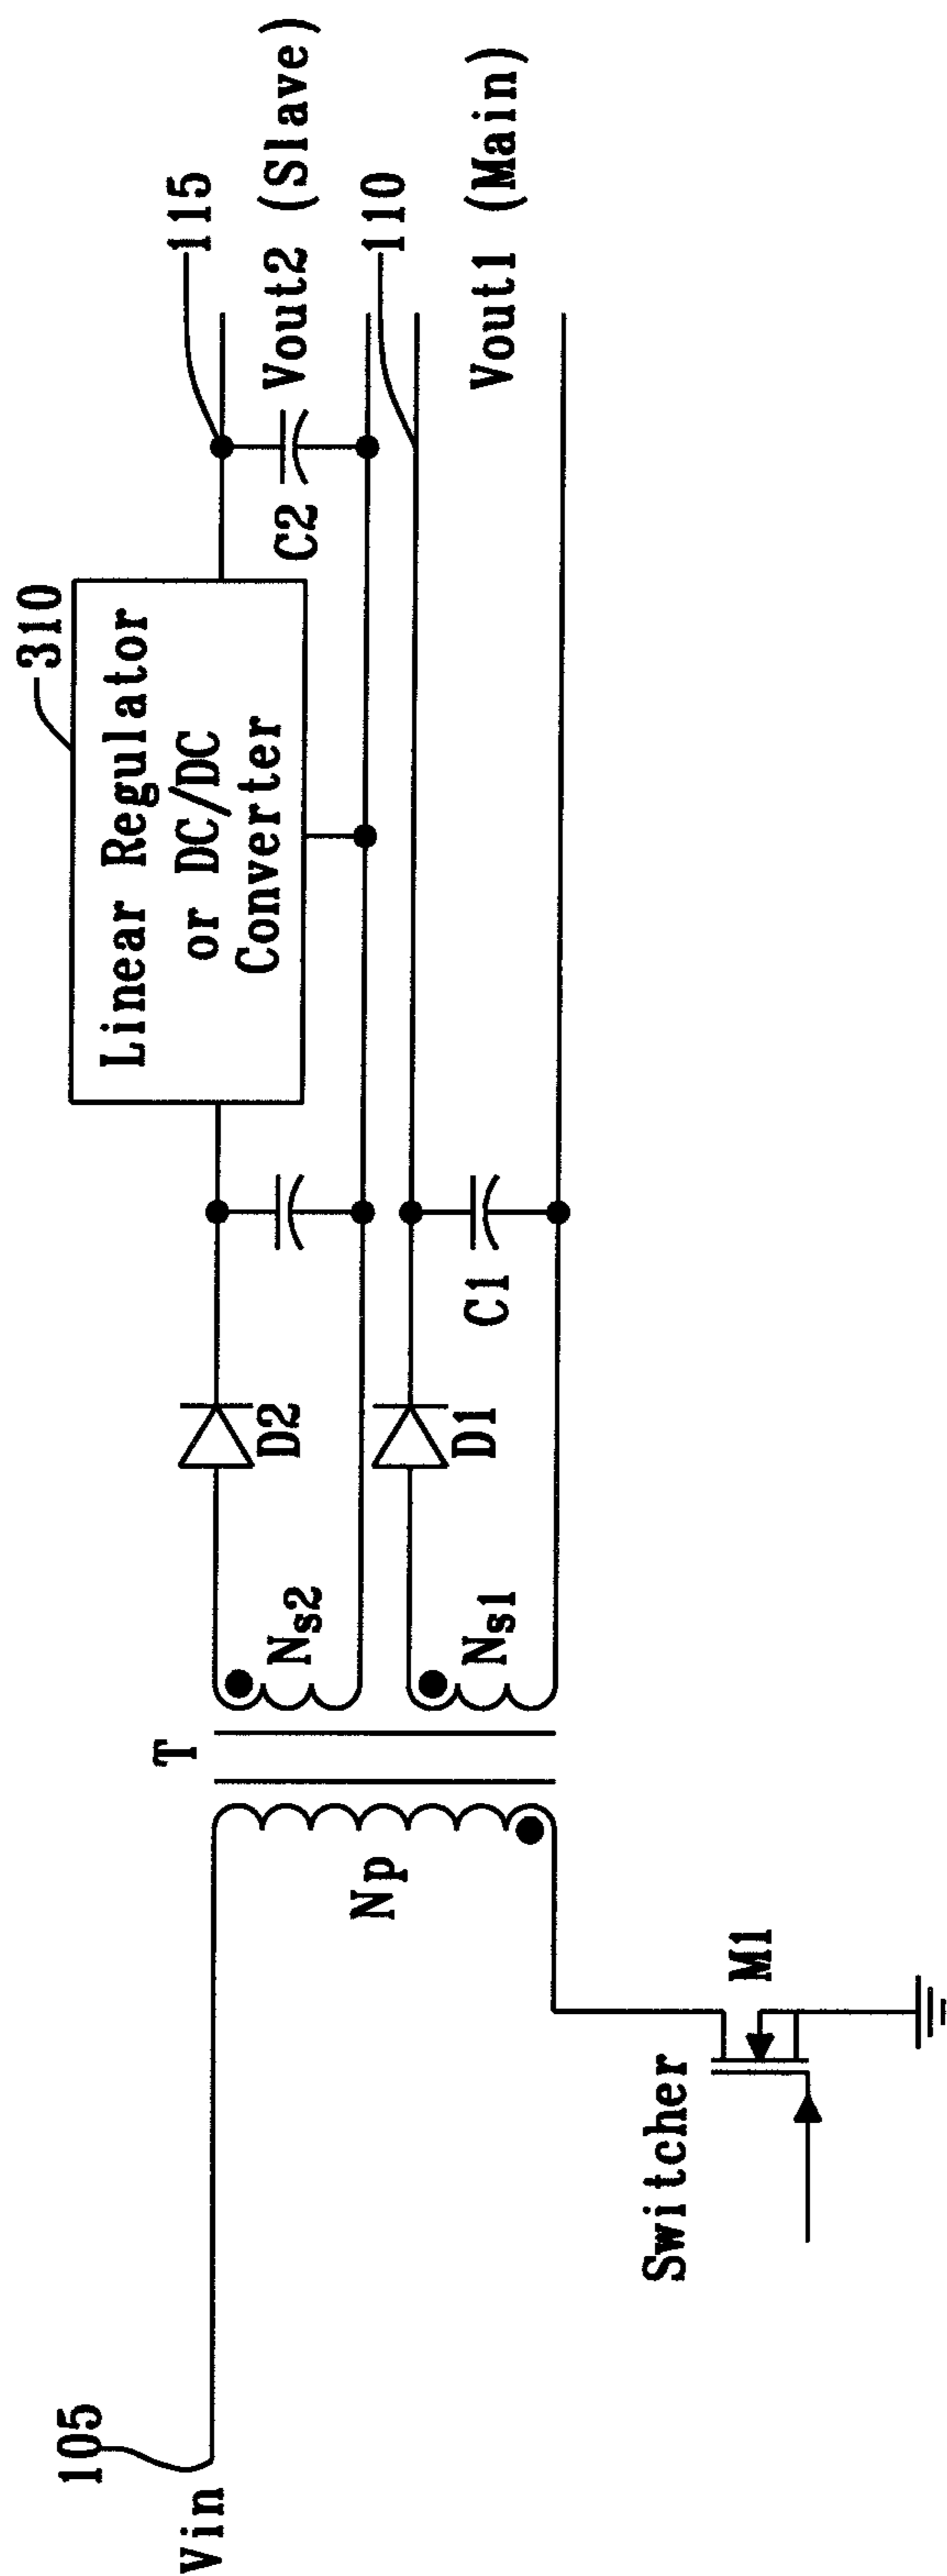 105
Vin
Switcher
M1
Np
T
Ns2
Ns1
D2
D1
C1
310
Linear Regulator
or DC/DC
Converter
C2
115
Vout2 (Slave)
110
Vout1 (Main)